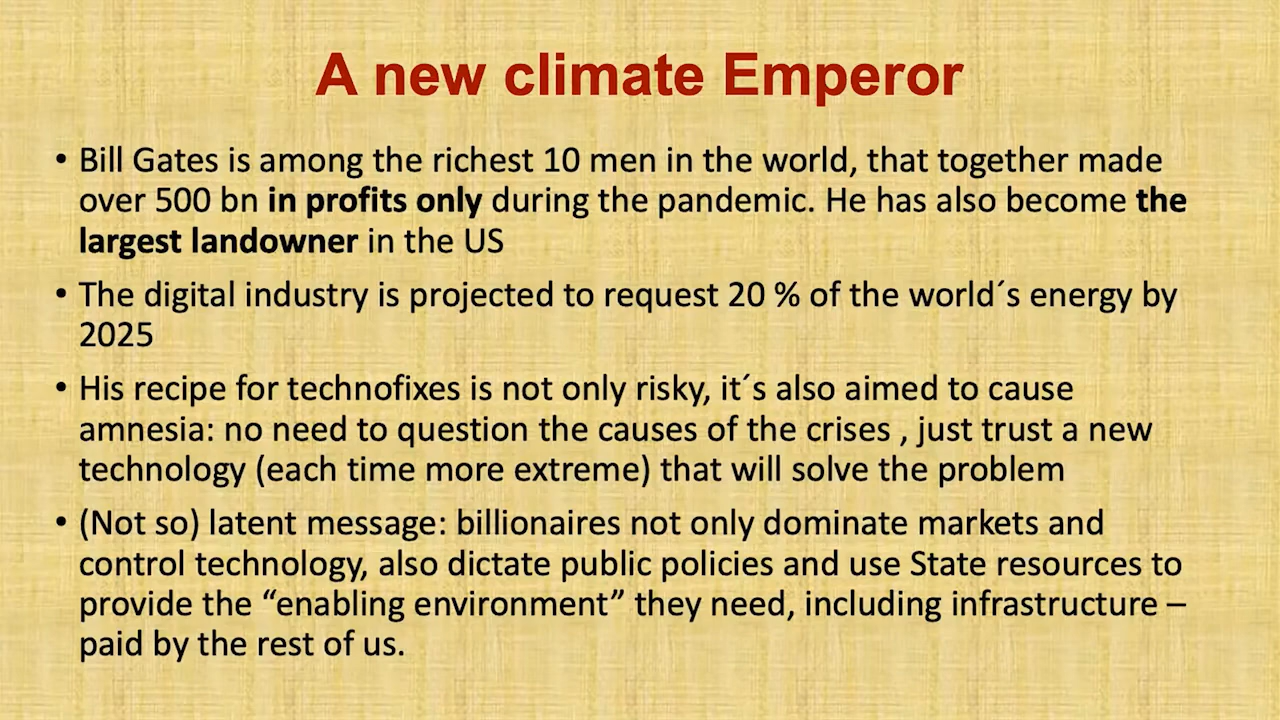 A new climate Emperor
• Bill Gates is among the richest 10 men in the world, that together made
over 500 bn in profits only during the pandemic. He has also become the
largest landowner in the US
• The digital industry is projected to request 20 % of the world´s energy by
2025
• His recipe for technofixes is not only risky, it´s also aimed to cause
amnesia: no need to question the causes of the crises , just trust a new
technology (each time more extreme) that will solve the problem
• (Not so) latent message: billionaires not only dominate markets and
control technology, also dictate public policies and use State resources to
provide the “enabling environment” they need, including infrastructure –
paid by the rest of us.